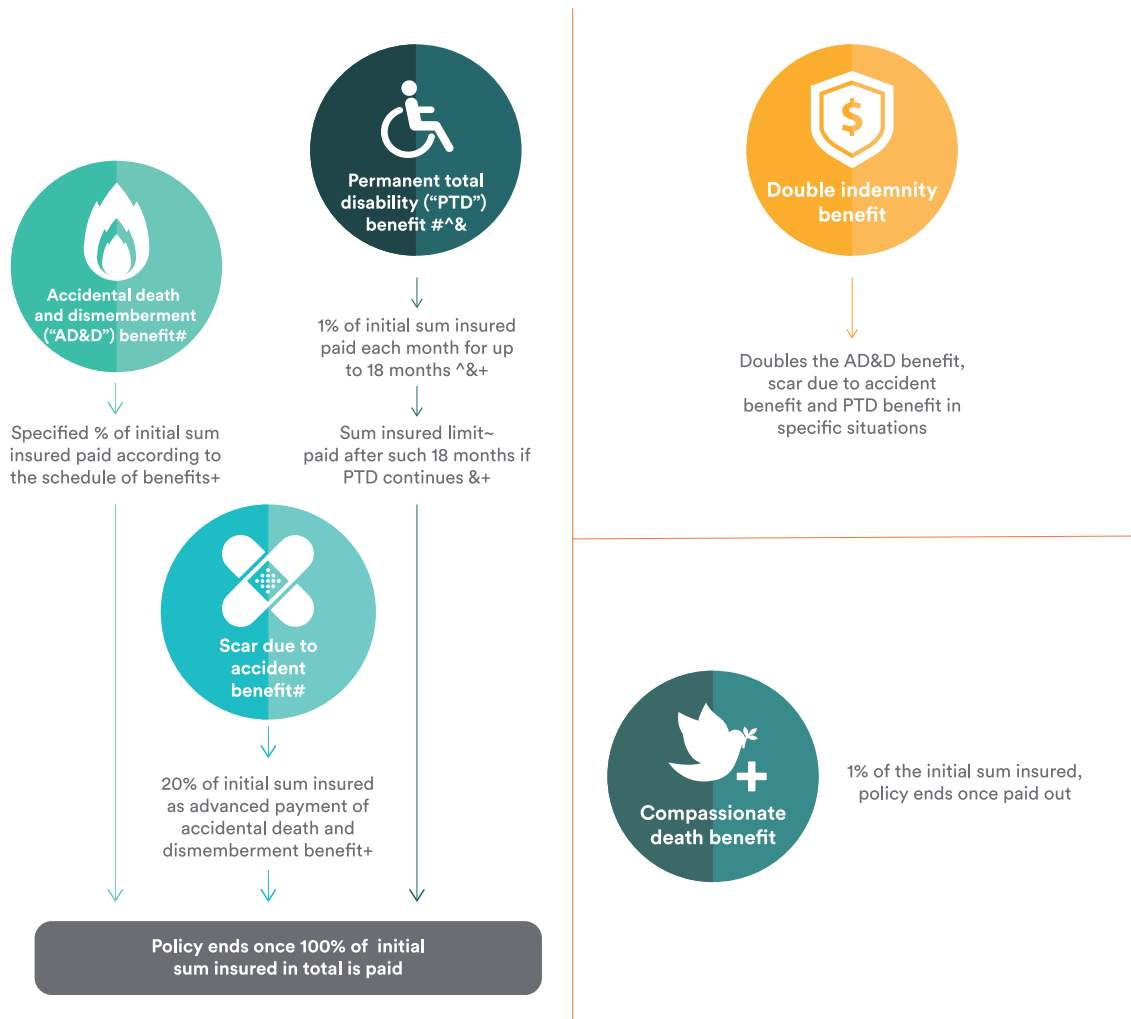 Accidental death
and dismemberment
("AD&D") benefit#
Specified % of initial sum
insured paid according to
the schedule of benefits+
Permanent total
disability ("PTD")
benefit #^&
1% of initial sum insured
paid each month for up
to 18 months ^&+
Sum insured limit~
paid after such 18 months if
PTD continues &+
Scar due to
accident
benefit#
20% of initial sum insured
as advanced payment of
accidental death and
dismemberment benefit+
Policy ends once 100% of initial
sum insured in total is paid
$
Double indemnity
benefit
Doubles the AD&D benefit,
scar due to accident
benefit and PTD benefit in
specific situations
Compassionate
death benefit
1% of the initial sum insured,
policy ends once paid out